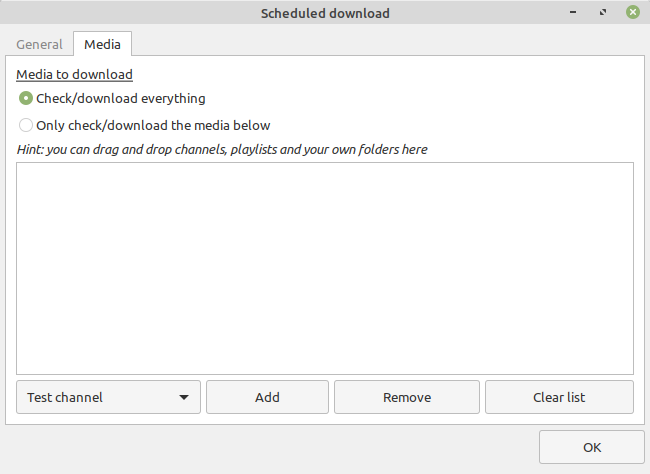 Scheduled download
General
Media
Media to download
Check/download everything
Only check/download the media below
Hint: you can drag and drop channels, playlists and your own folders here
Test channel
Add
Remove
Clear list
OK